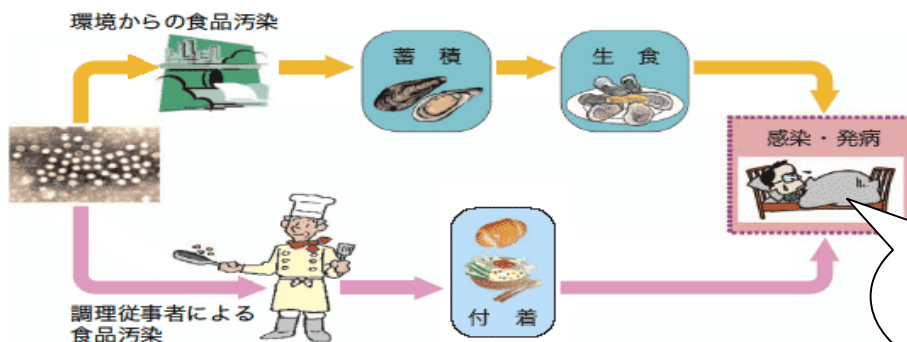 環境からの食品汚染
蓄 積
生 食
感染・発病
調理従事者による
食品汚染
付 着